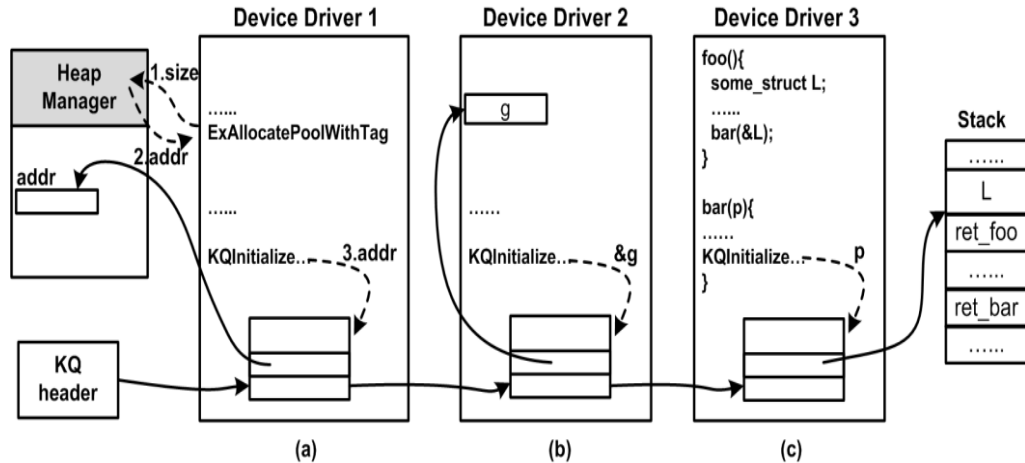 Device Driver 1
Device Driver 2
Device Driver 3
Heap
Manager
1.size
2.addr
addr
......
ExAllocatePoolWithTag
......
KQInitialize...
3.addr
KQ
header
(a)
g
......
KQInitialize...
&g
(b)
foo(){
some_struct L;
......
bar(&L);
}
bar(p){
......
KQInitialize...
}
p
(c)
Stack
......
L
ret_foo
......
ret_bar
......